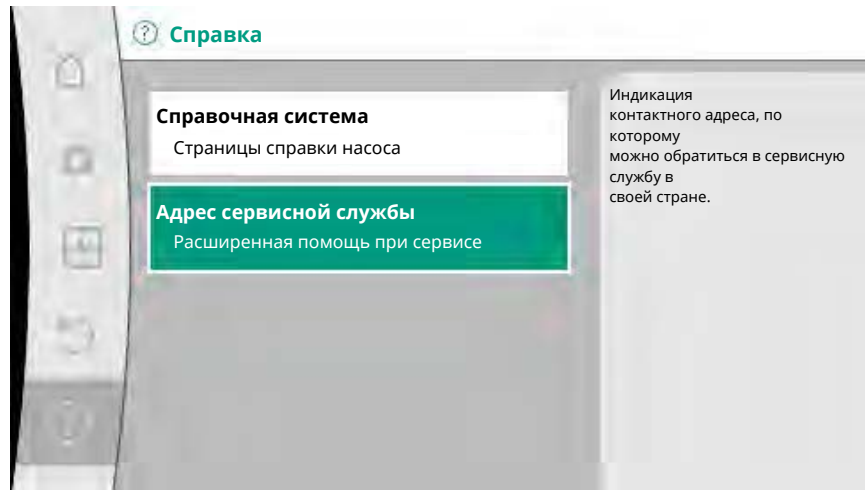 Справка
Справочная система
Страницы справки насоса
Адрес сервисной службы
Расширенная помощь при сервисе
Индикация
контактного адреса, по
которому
можно обратиться в сервисную
службу в
своей стране.